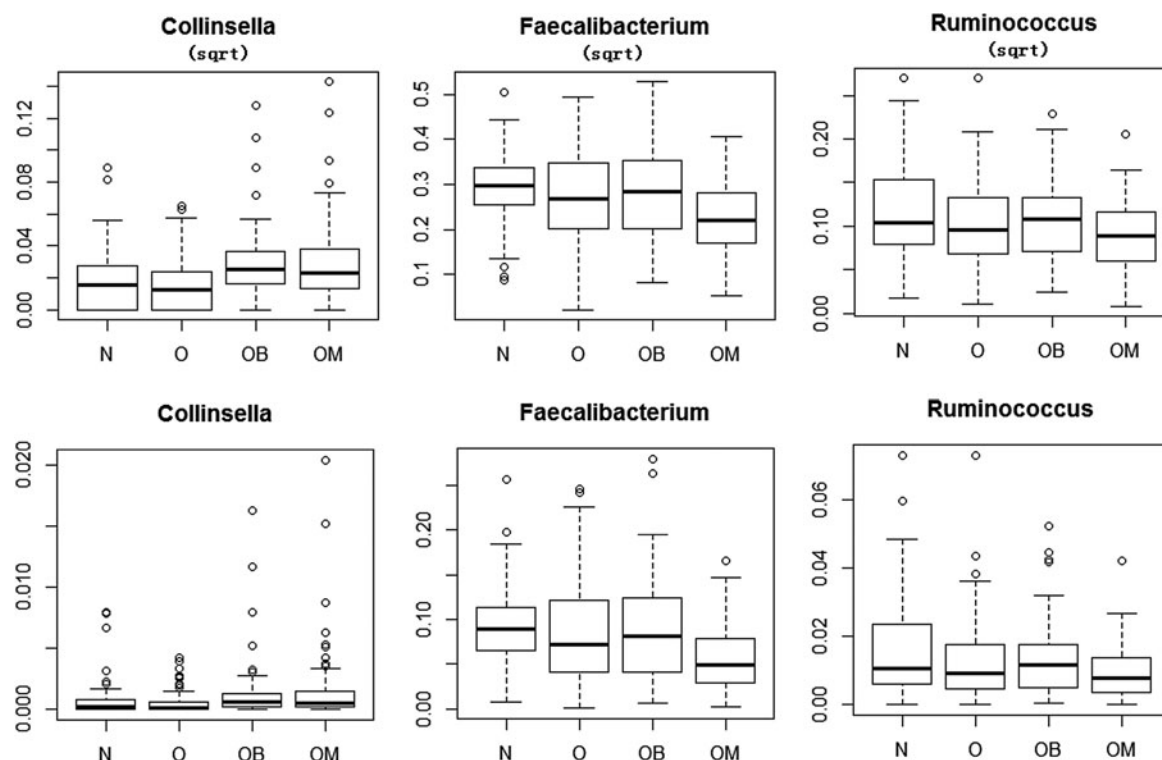 Collinsella
(sqrt)
0.00 0.04 0.08 0.12
N O OB OM
Faecalibacterium
(sqrt)
0.1 0.2 0.3 0.4 0.5
N O OB OM
Ruminococcus
(sqrt)
0.00 0.10 0.20
N O OB OM
Collinsella
0.000 0.010 0.020
N O OB OM
Faecalibacterium
0.00 0.10 0.20
N O OB OM
Ruminococcus
0.00 0.02 0.04 0.06
N O OB OM